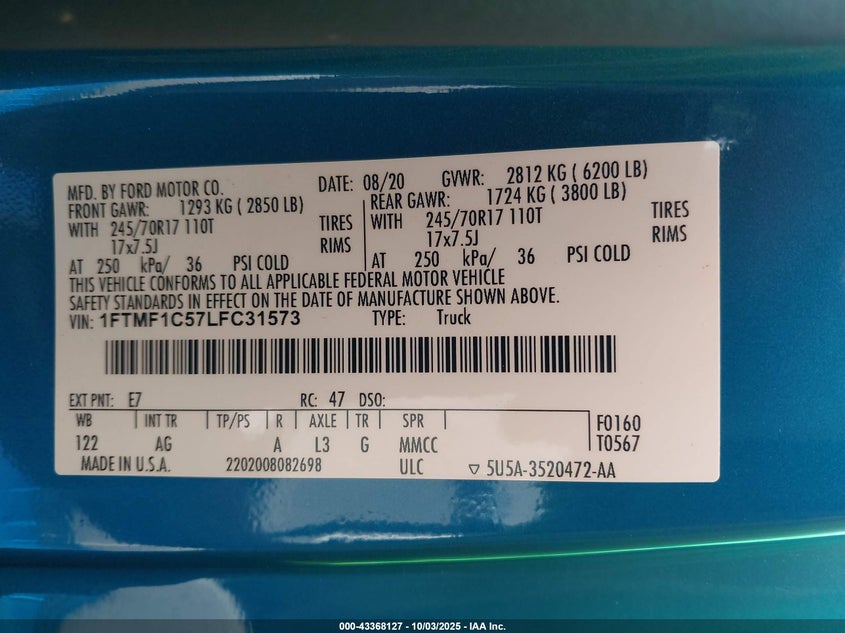 MFD. BY FORD MOTOR CO. DATE: 08/20 GVWR: 2812 KG ( 6200 LB)
FRONT GAWR: 1293 KG ( 2850 LB) REAR GAWR: 1724 KG ( 3800 LB)
WITH 245/70R17 110T TIRES WITH 245/70R17 110T TIRES
17x7.5J RIMS 17x7.5J RIMS
AT 250 kPa/ 36 PSI COLD AT 250 kPa/ 36 PSI COLD
THIS VEHICLE CONFORMS TO ALL APPLICABLE FEDERAL MOTOR VEHICLE
SAFETY STANDARDS IN EFFECT ON THE DATE OF MANUFACTURE SHOWN ABOVE.
VIN: 1FTMF1C57LFC31573 TYPE: Truck
EXT PNT: E7 RC: 47 DSO:
WB INT TR TP/PS R AXLE TR SPR F0160
122 AG A L3 G MMCC T0567
MADE IN U.S.A. 2202008082698 ULC ▽ 5U5A-3520472-AA
000-43368127 - 10/03/2025 - IAA Inc.